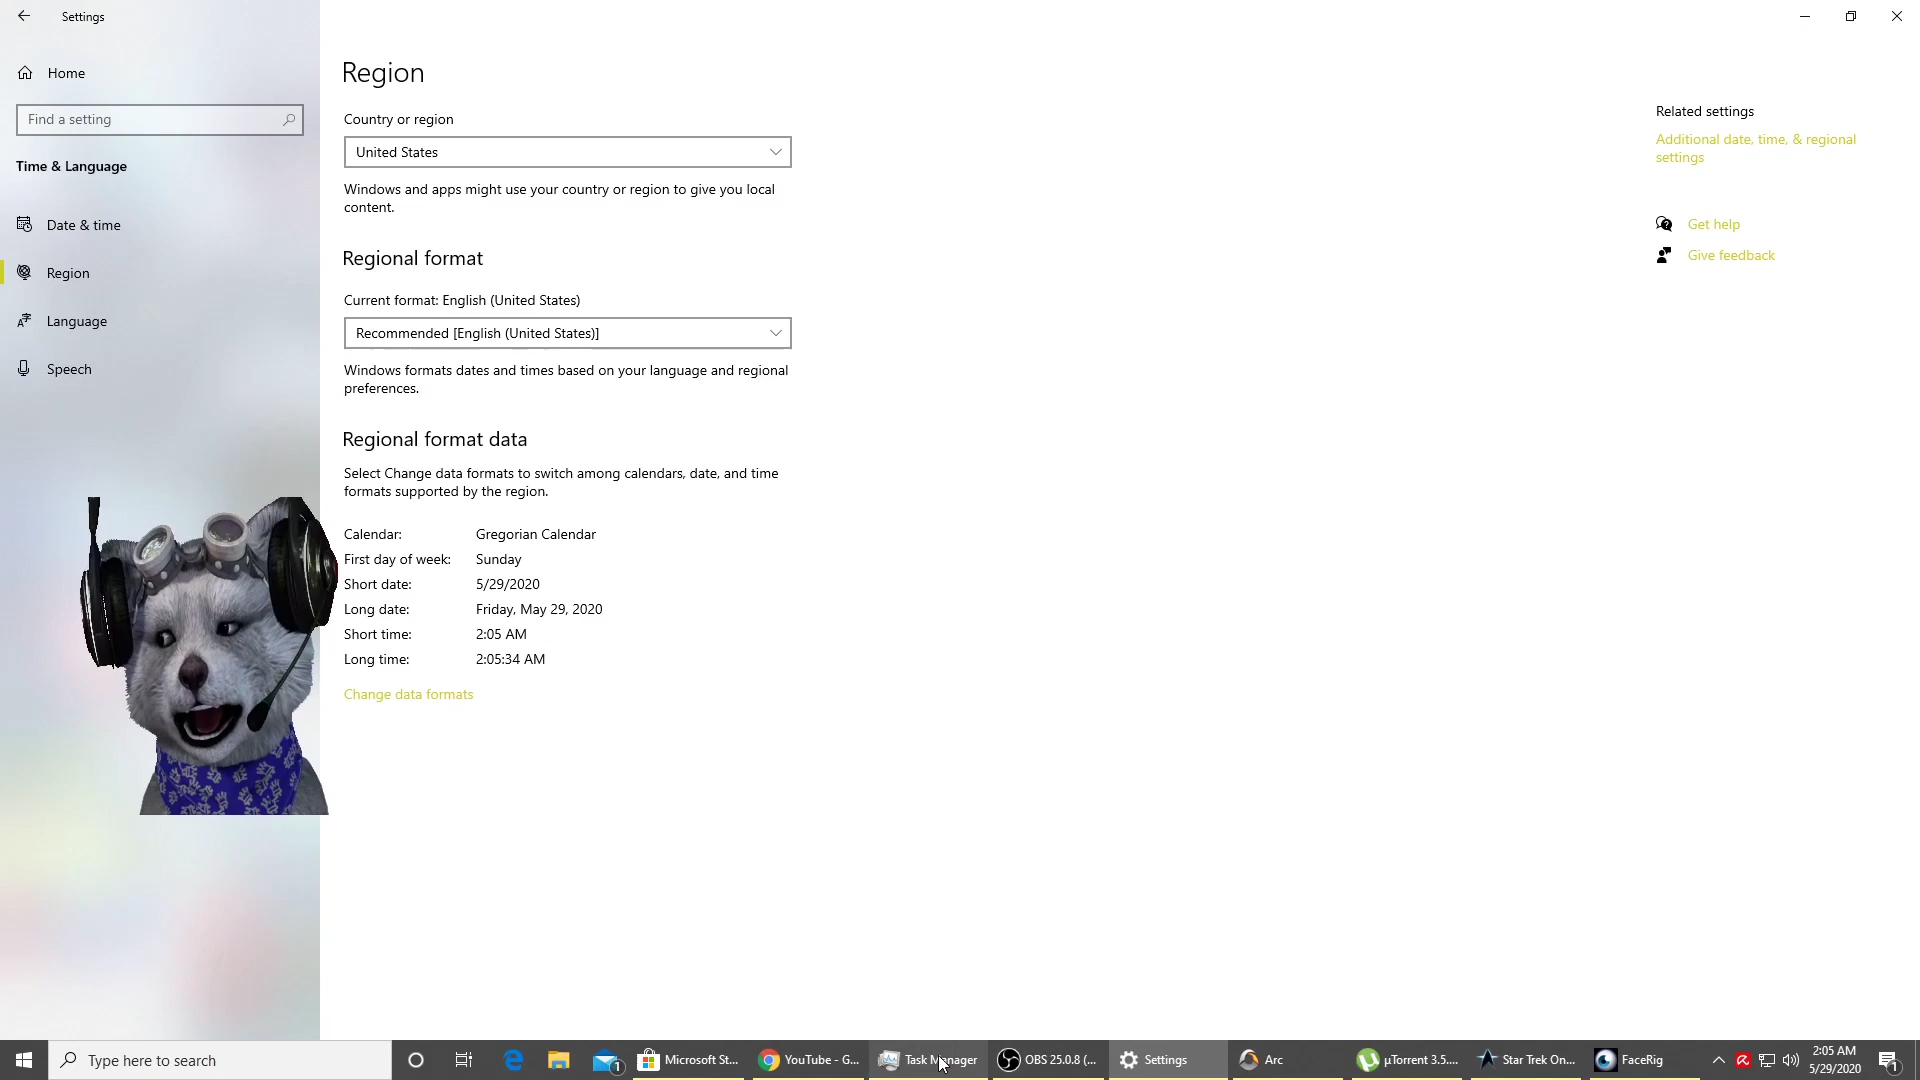 Settings
Home
Find a setting
Time & Language
Date & time
Region
Language
Speech
Region
Country or region
United States
Windows and apps might use your country or region to give you local
content.
Regional format
Current format: English (United States)
Recommended [English (United States)]
Windows formats dates and times based on your language and regional
preferences.
Regional format data
Select Change data formats to switch among calendars, date, and time
formats supported by the region.
Calendar: Gregorian Calendar
First day of week: Sunday
Short date: 5/29/2020
Long date: Friday, May 29, 2020
Short time: 2:05 AM
Long time: 2:05:34 AM
Change data formats
Related settings
Additional date, time, & regional
settings
Get help
Give feedback
Type here to search
1
Microsoft St...
YouTube - G...
Task Manager
OBS 25.0.8 (...
Settings
Arc
µTorrent 3.5....
Star Trek On...
FaceRig
2:05 AM
5/29/2020
1